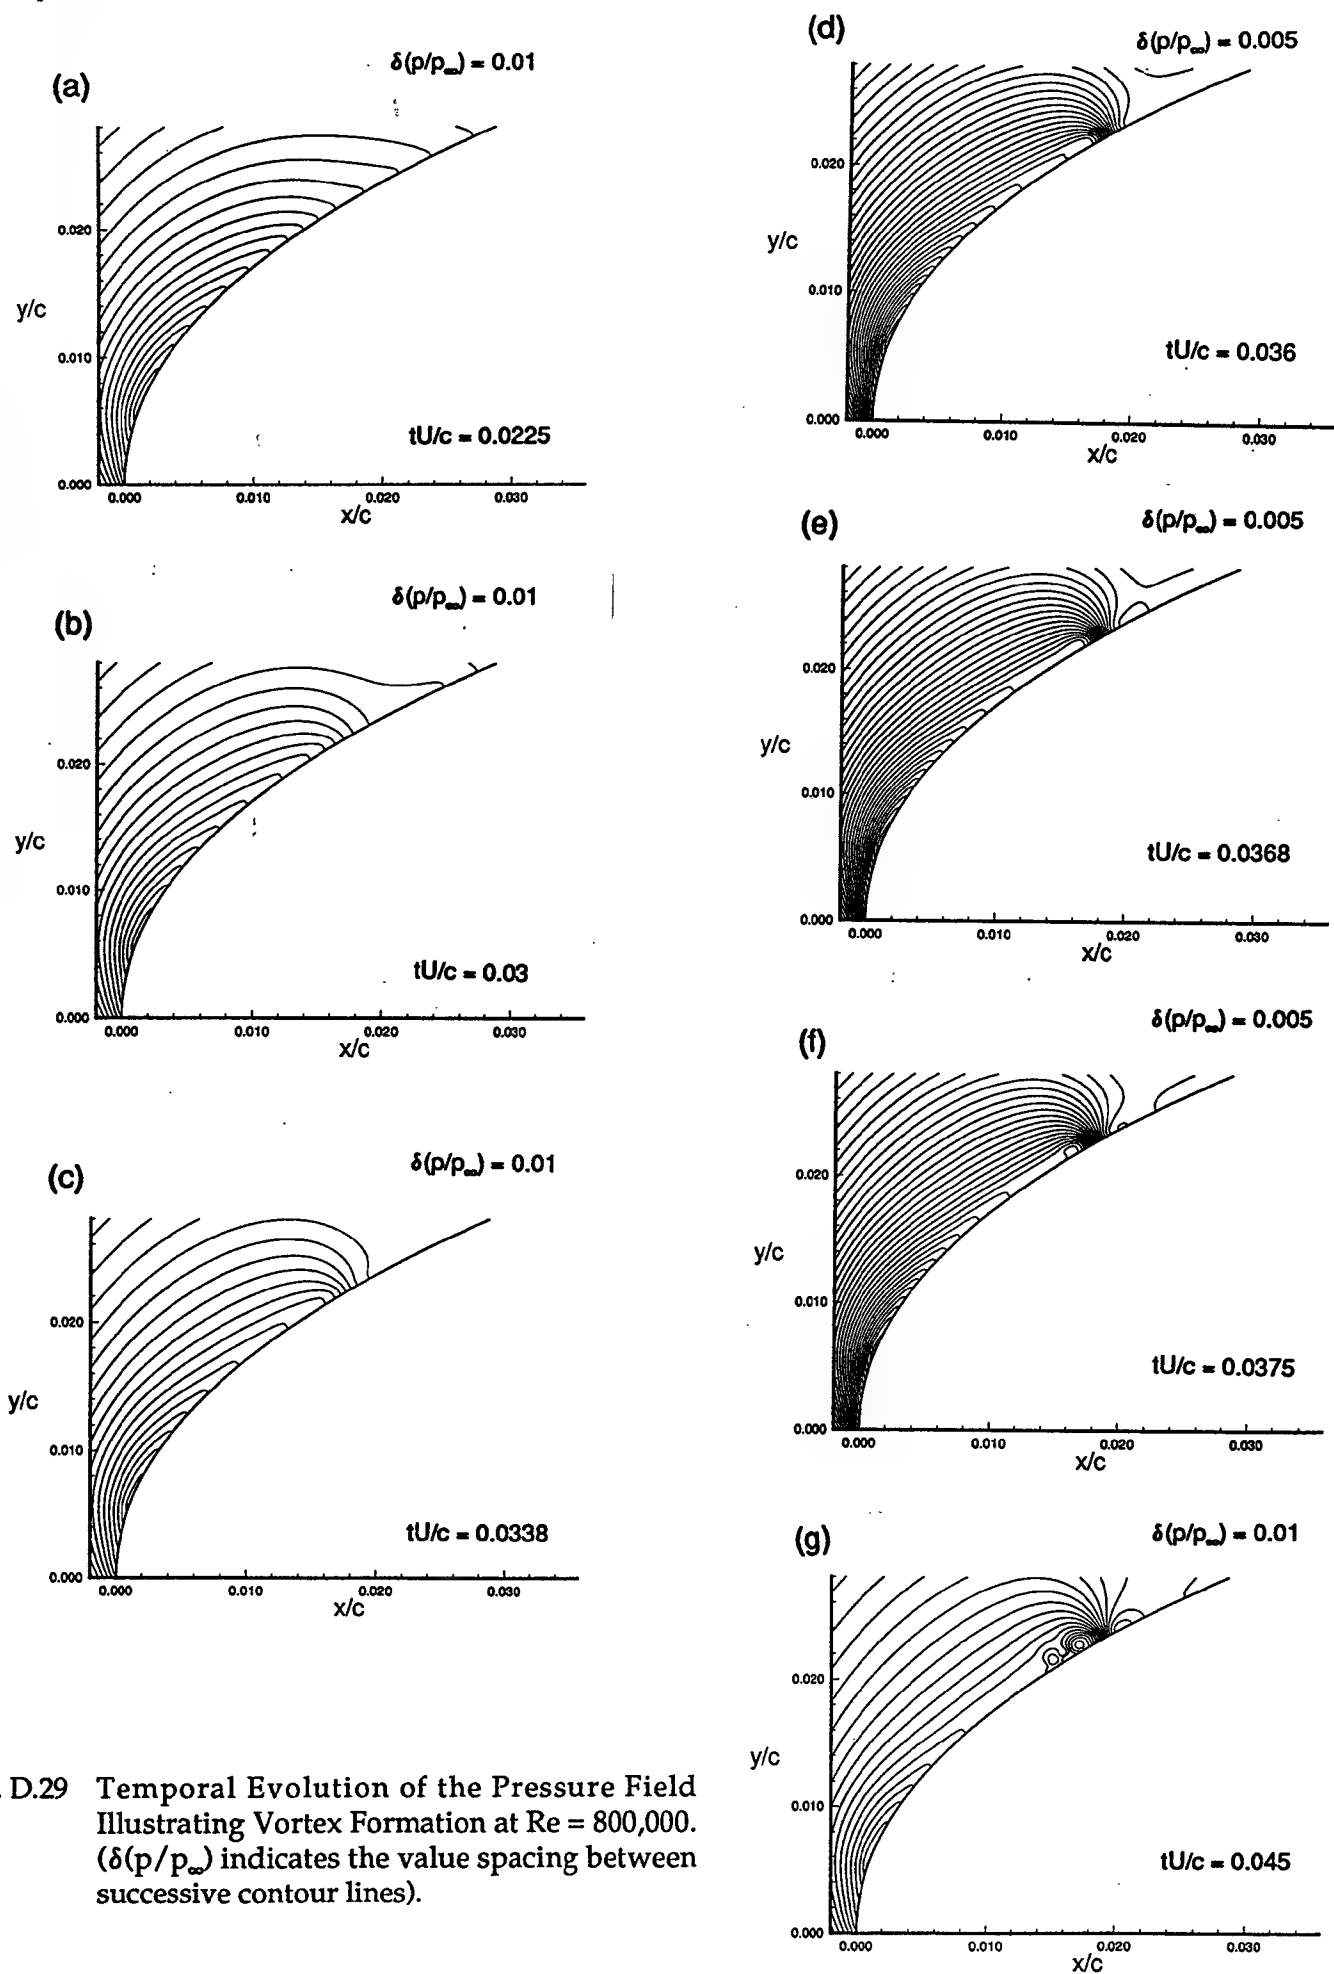 (a)
δ(p/p∞) = 0.01
0.020
y/c
0.010
tU/c = 0.0225
0.000
0.000 0.010 0.020 0.030
x/c
(b)
δ(p/p∞) = 0.01
0.020
y/c
0.010
tU/c = 0.03
0.000
0.000 0.010 0.020 0.030
x/c
(c)
δ(p/p∞) = 0.01
0.020
y/c
0.010
tU/c = 0.0338
0.000
0.000 0.010 0.020 0.030
x/c
. D.29 Temporal Evolution of the Pressure Field
Illustrating Vortex Formation at Re = 800,000.
(δ(p/p∞) indicates the value spacing between
successive contour lines).
(d)
δ(p/p∞) = 0.005
0.020
y/c
0.010
tU/c = 0.036
0.000
0.000 0.010 0.020 0.030
x/c
(e)
δ(p/p∞) = 0.005
0.020
y/c
0.010
tU/c = 0.0368
0.000
0.000 0.010 0.020 0.030
x/c
(f)
δ(p/p∞) = 0.005
0.020
y/c
0.010
tU/c = 0.0375
0.000
0.000 0.010 0.020 0.030
x/c
(g)
δ(p/p∞) = 0.01
0.020
y/c
0.010
tU/c = 0.045
0.000
0.000 0.010 0.020 0.030
x/c